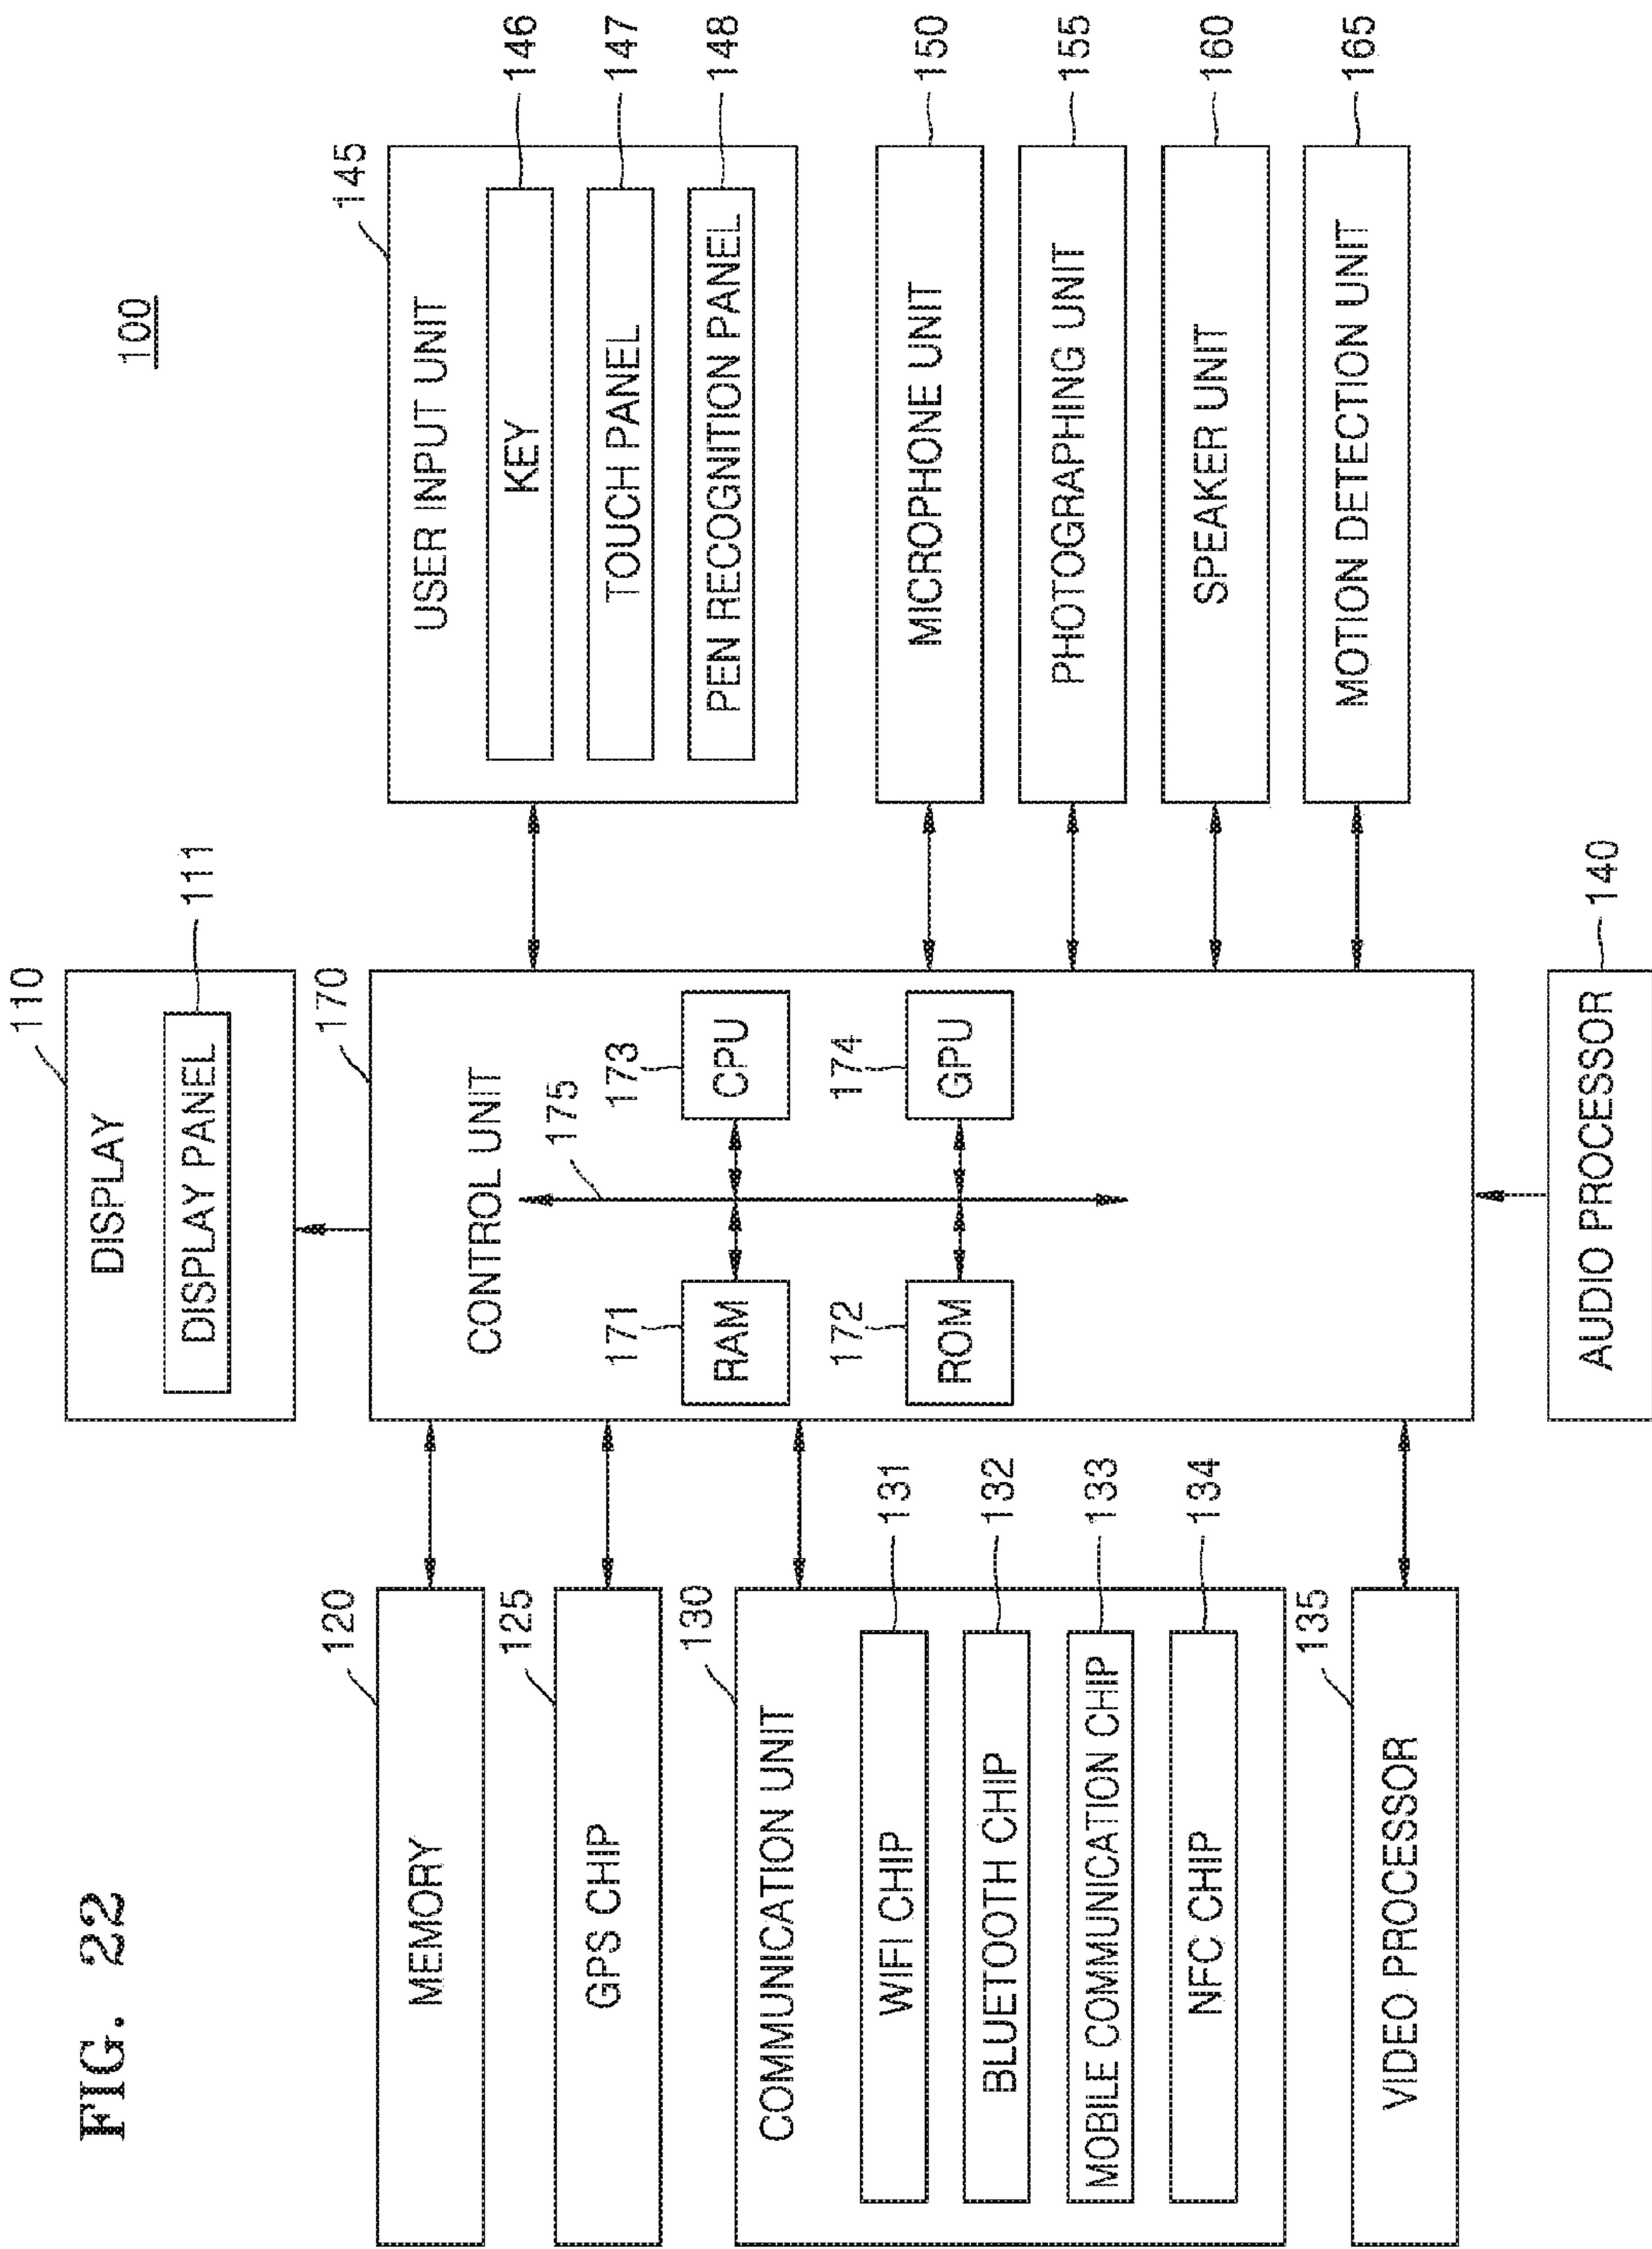 FIG. 22
100
110
DISPLAY
DISPLAY PANEL
111
120
MEMORY
125
GPS CHIP
130
COMMUNICATION UNIT
WIFI CHIP
131
BLUETOOTH CHIP
132
MOBILE COMMUNICATION CHIP
133
NFC CHIP
134
135
VIDEO PROCESSOR
170
CONTROL UNIT
175
171
RAM
173
CPU
172
ROM
174
GPU
AUDIO PROCESSOR
140
145
USER INPUT UNIT
KEY
146
TOUCH PANEL
147
PEN RECOGNITION PANEL
148
MICROPHONE UNIT
150
PHOTOGRAPHING UNIT
155
SPEAKER UNIT
160
MOTION DETECTION UNIT
165